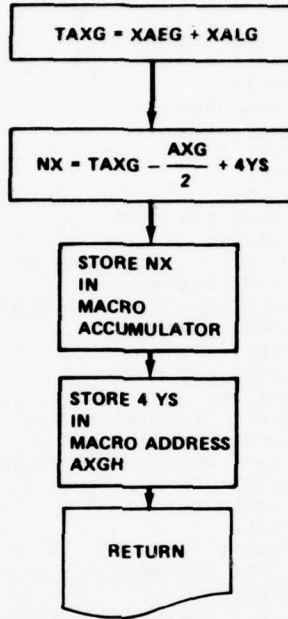 TAXG = XAEG + XALG
NX = TAXG - AXG/2 + 4YS
STORE NX
IN
MACRO
ACCUMULATOR
STORE 4 YS
IN
MACRO ADDRESS
AXGH
RETURN